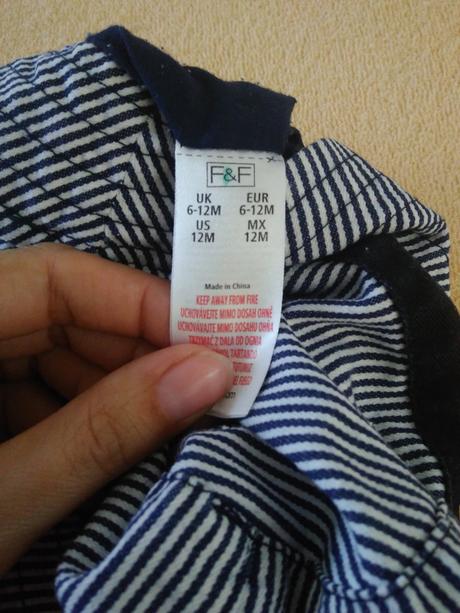 F&F
UK EUR
6-12M 6-12M
US MX
12M 12M
Made in China
KEEP AWAY FROM FIRE
UCHOVÁVEJTE MIMO DOSAH OHNĚ
UCHOVÁVAJTE MIMO DOSAHU OHŇA
TRZYMAĆ Z DALA OD OGNIA
TARTANDÓ